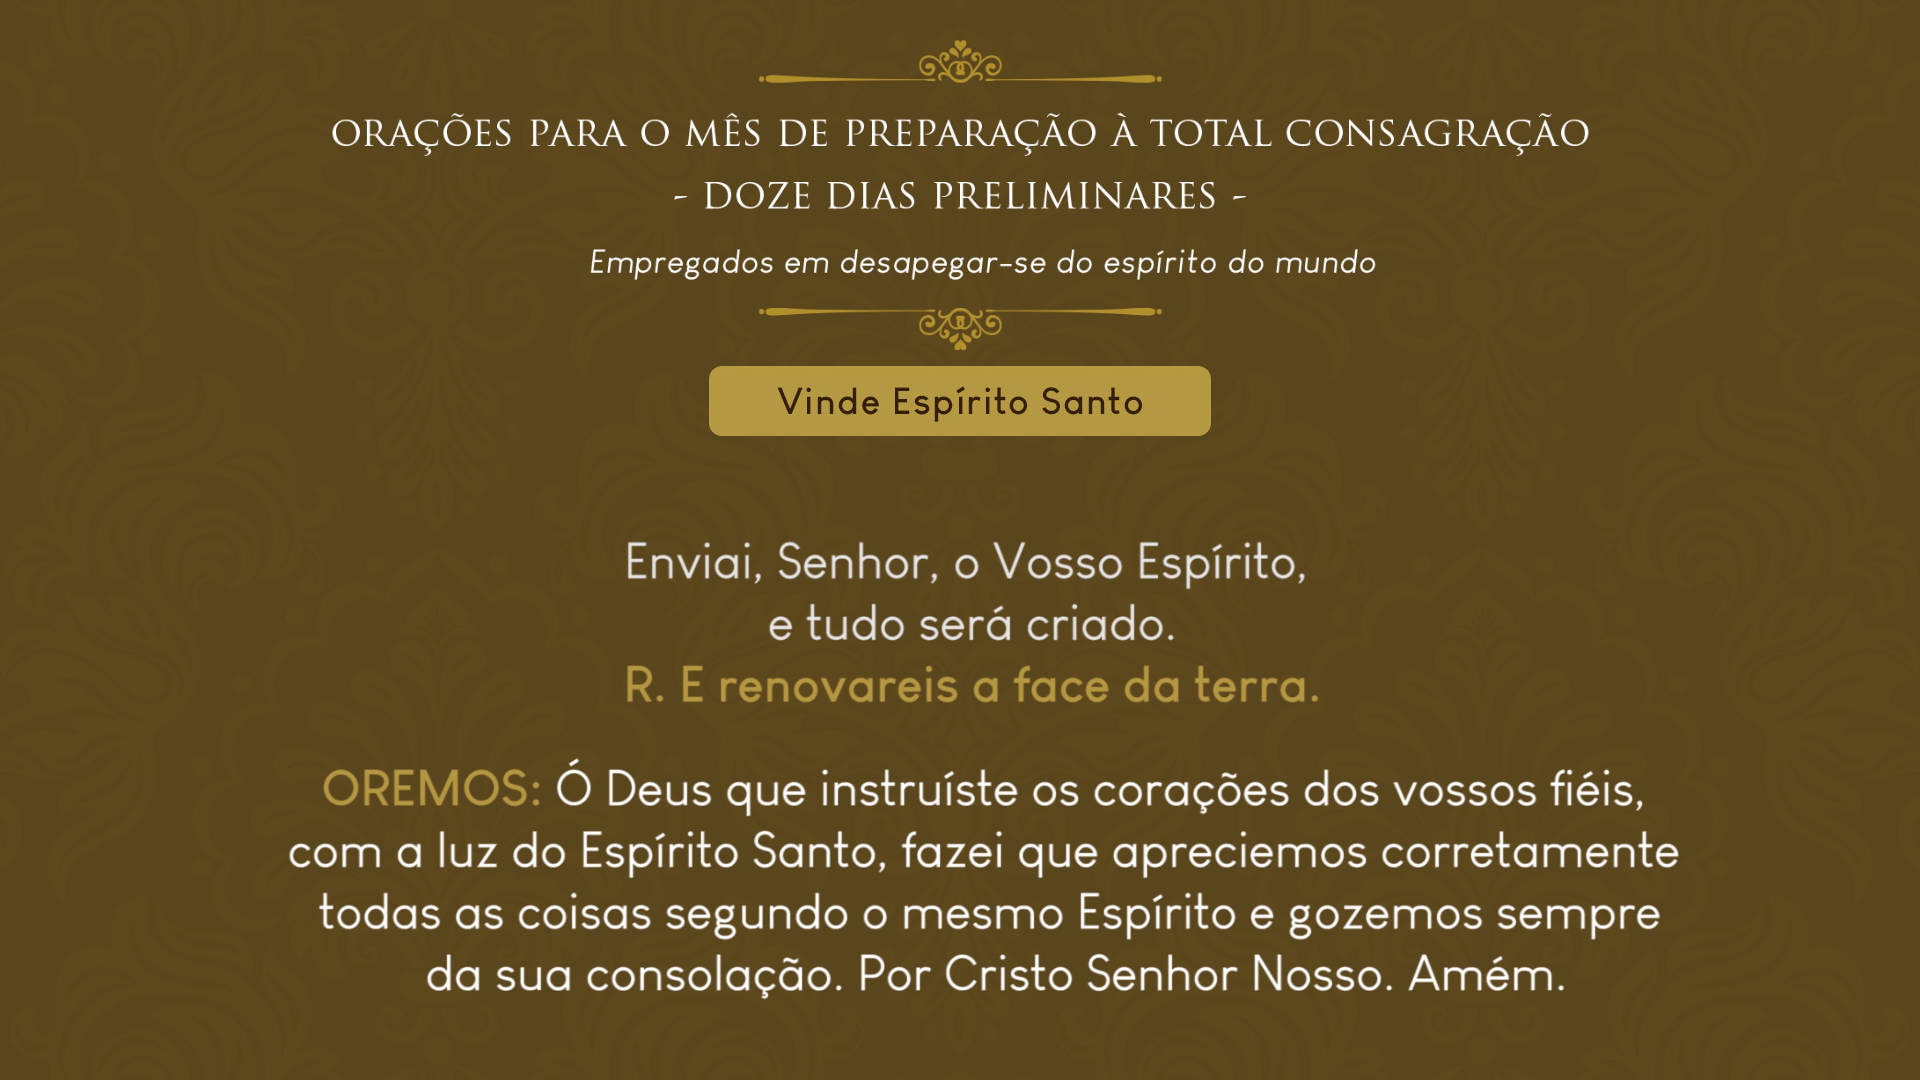 ORAÇÕES PARA O MÊS DE PREPARAÇÃO À TOTAL CONSAGRAÇÃO
- DOZE DIAS PRELIMINARES -
Empregados em desapegar-se do espírito do mundo
Vinde Espírito Santo
Enviai, Senhor, o Vosso Espírito,
e tudo será criado.
R. E renovareis a face da terra.
OREMOS: Ó Deus que instruíste os corações dos vossos fiéis,
com a luz do Espírito Santo, fazei que apreciemos corretamente
todas as coisas segundo o mesmo Espírito e gozemos sempre
da sua consolação. Por Cristo Senhor Nosso. Amém.